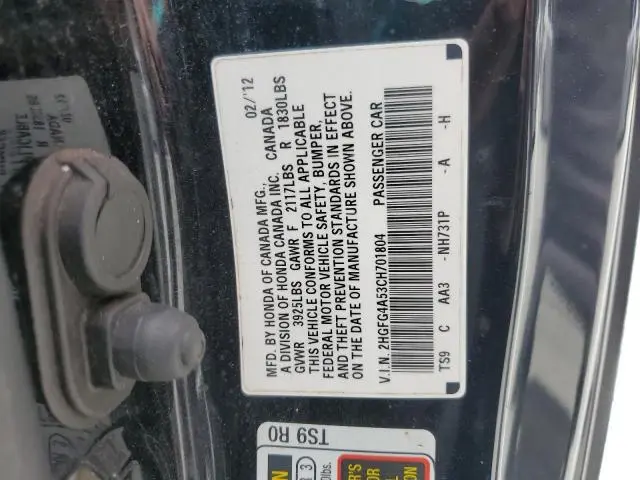 MFD. BY HONDA OF CANADA MFG., 02/'12
A DIVISION OF HONDA CANADA INC. CANADA
GVWR 3925LBS GAWR F 2117LBS R 1830LBS
THIS VEHICLE CONFORMS TO ALL APPLICABLE
FEDERAL MOTOR VEHICLE SAFETY, BUMPER,
AND THEFT PREVENTION STANDARDS IN EFFECT
ON THE DATE OF MANUFACTURE SHOWN ABOVE.
V.I.N. 2HGFG4A53CH701804 PASSENGER CAR
TS9 C AA3 -NH731P -A -H
TS9 R0